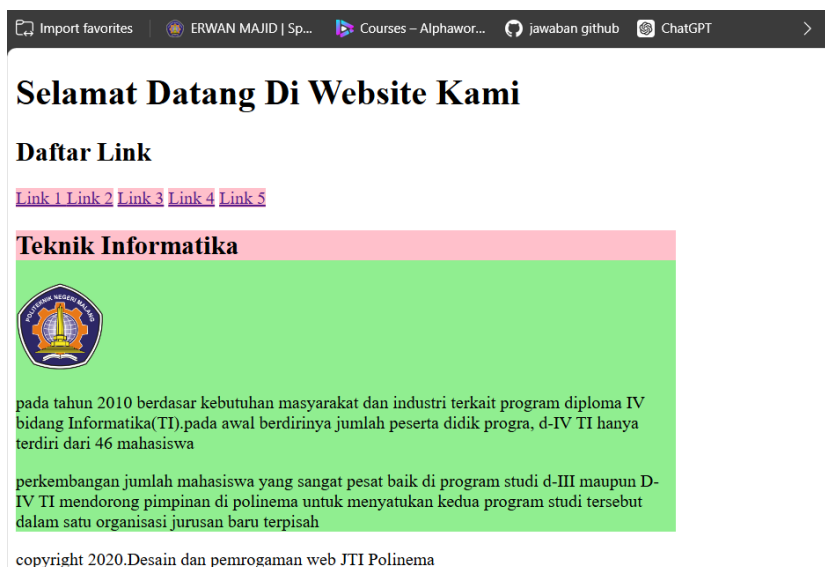 Import favorites ERWAN MAJID | Sp... Courses – Alphawor... jawaban github ChatGPT
Selamat Datang Di Website Kami
Daftar Link
Link 1 Link 2 Link 3 Link 4 Link 5
Teknik Informatika
POLITEKNIK NEGERI MALANG
pada tahun 2010 berdasar kebutuhan masyarakat dan industri terkait program diploma IV
bidang Informatika(TI).pada awal berdirinya jumlah peserta didik progra, d-IV TI hanya
terdiri dari 46 mahasiswa
perkembangan jumlah mahasiswa yang sangat pesat baik di program studi d-III maupun D-
IV TI mendorong pimpinan di polinema untuk menyatukan kedua program studi tersebut
dalam satu organisasi jurusan baru terpisah
copyright 2020.Desain dan pemrogaman web JTI Polinema